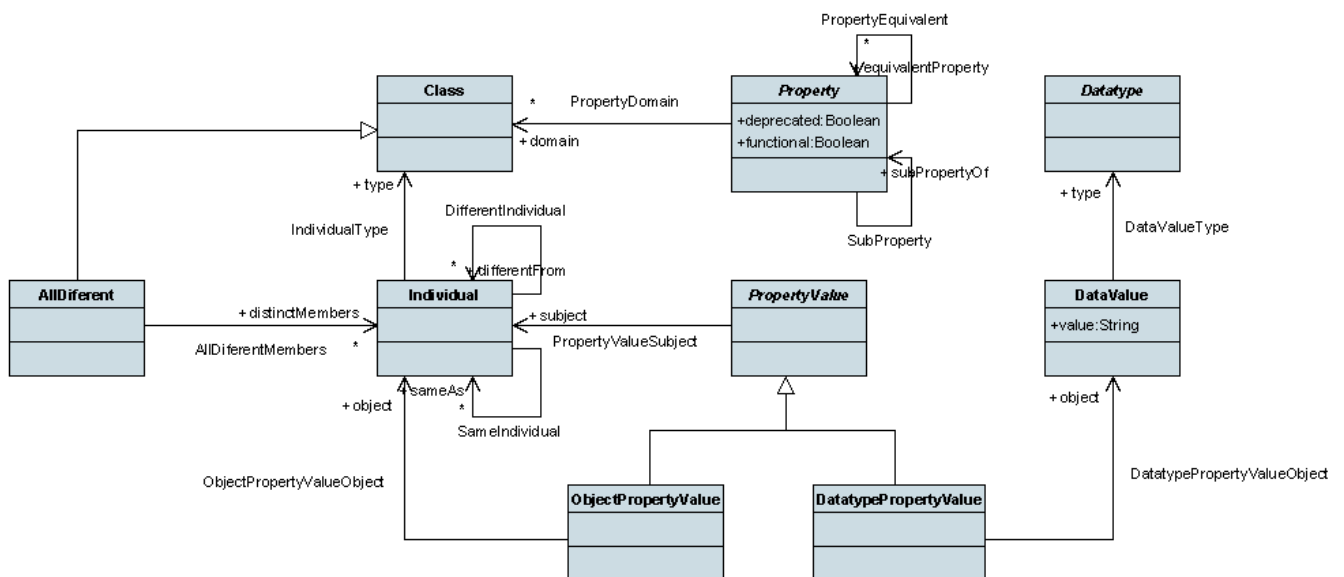 PropertyEquivalent
*
+ equivalentProperty
Class
Property
Datatype
*
PropertyDomain
+deprecated:Boolean
+functional:Boolean
+ domain
+ subPropertyOf
+ type
+ type
DifferentIndividual
IndividualType
SubProperty
DataValueType
*
+ differentFrom
AllDiferent
Individual
PropertyValue
DataValue
+ distinctMembers
+ subject
+value:String
AllDiferentMembers
*
PropertyValueSubject
+ sameAs
+ object
*
+ object
SameIndividual
ObjectPropertyValueObject
DatatypePropertyValueObject
ObjectPropertyValue
DatatypePropertyValue